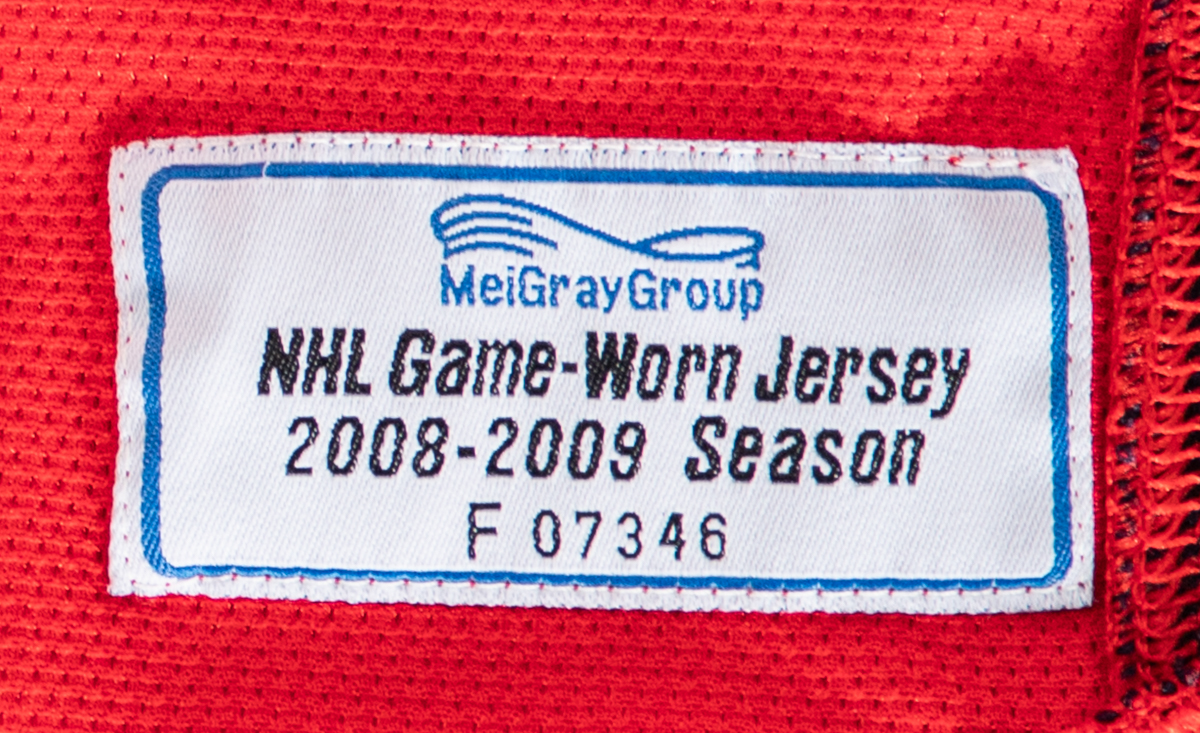 MeiGrayGroup
NHL Game-Worn Jersey
2008-2009 Season
F 07346